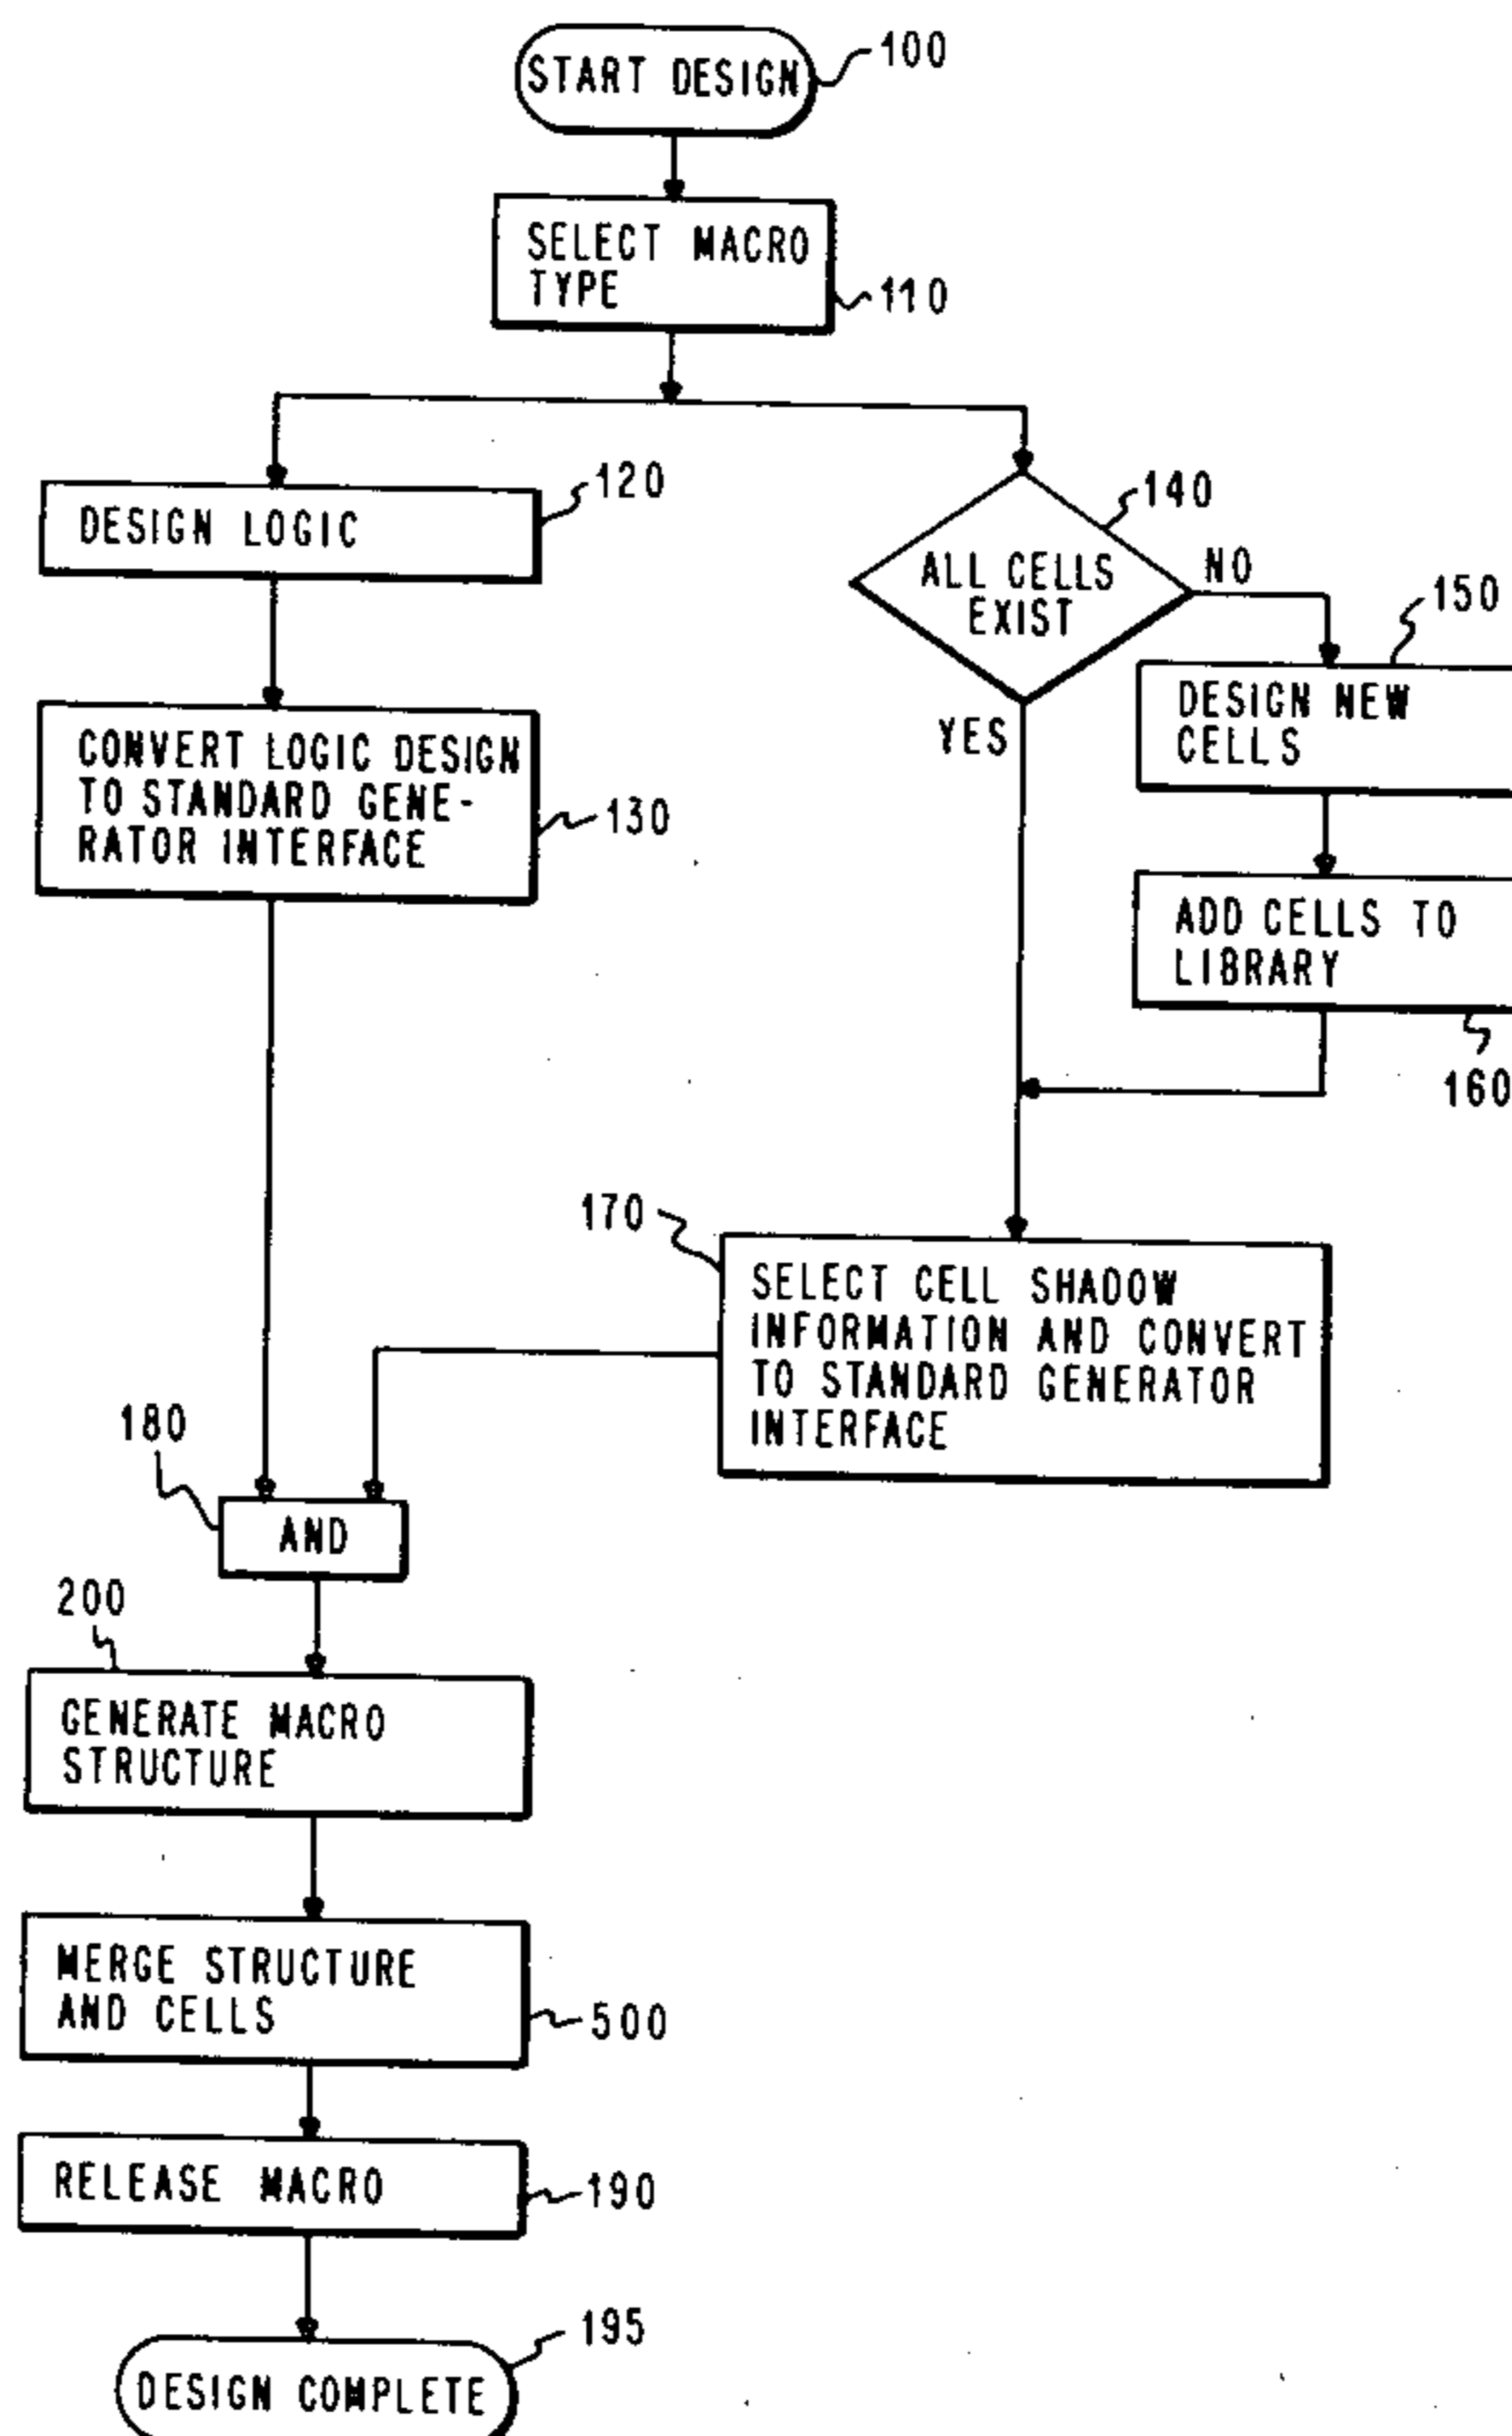 START DESIGN
100
SELECT MACRO
TYPE
110
DESIGN LOGIC
120
ALL CELLS
EXIST
140
NO
YES
150
DESIGN NEW
CELLS
CONVERT LOGIC DESIGN
TO STANDARD GENE-
RATOR INTERFACE
130
ADD CELLS TO
LIBRARY
160
170
SELECT CELL SHADOW
INFORMATION AND CONVERT
TO STANDARD GENERATOR
INTERFACE
180
AND
200
GENERATE MACRO
STRUCTURE
MERGE STRUCTURE
AND CELLS
500
RELEASE MACRO
190
195
DESIGN COMPLETE